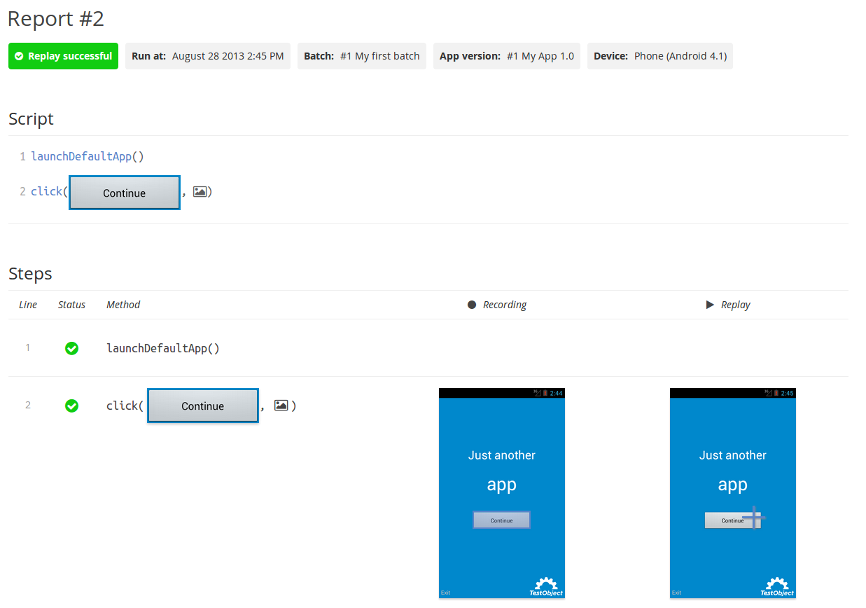 Report #2
Replay successful Run at: August 28 2013 2:45 PM Batch: #1 My first batch App version: #1 My App 1.0 Device: Phone (Android 4.1)
Script
1 launchDefaultApp()
2 click( Continue , )
Steps
Line Status Method Recording Replay
1 launchDefaultApp()
2 click( Continue , )
2:44
Just another
app
Continue
Exit
TestObject
2:45
Just another
app
Continue
Exit
TestObject